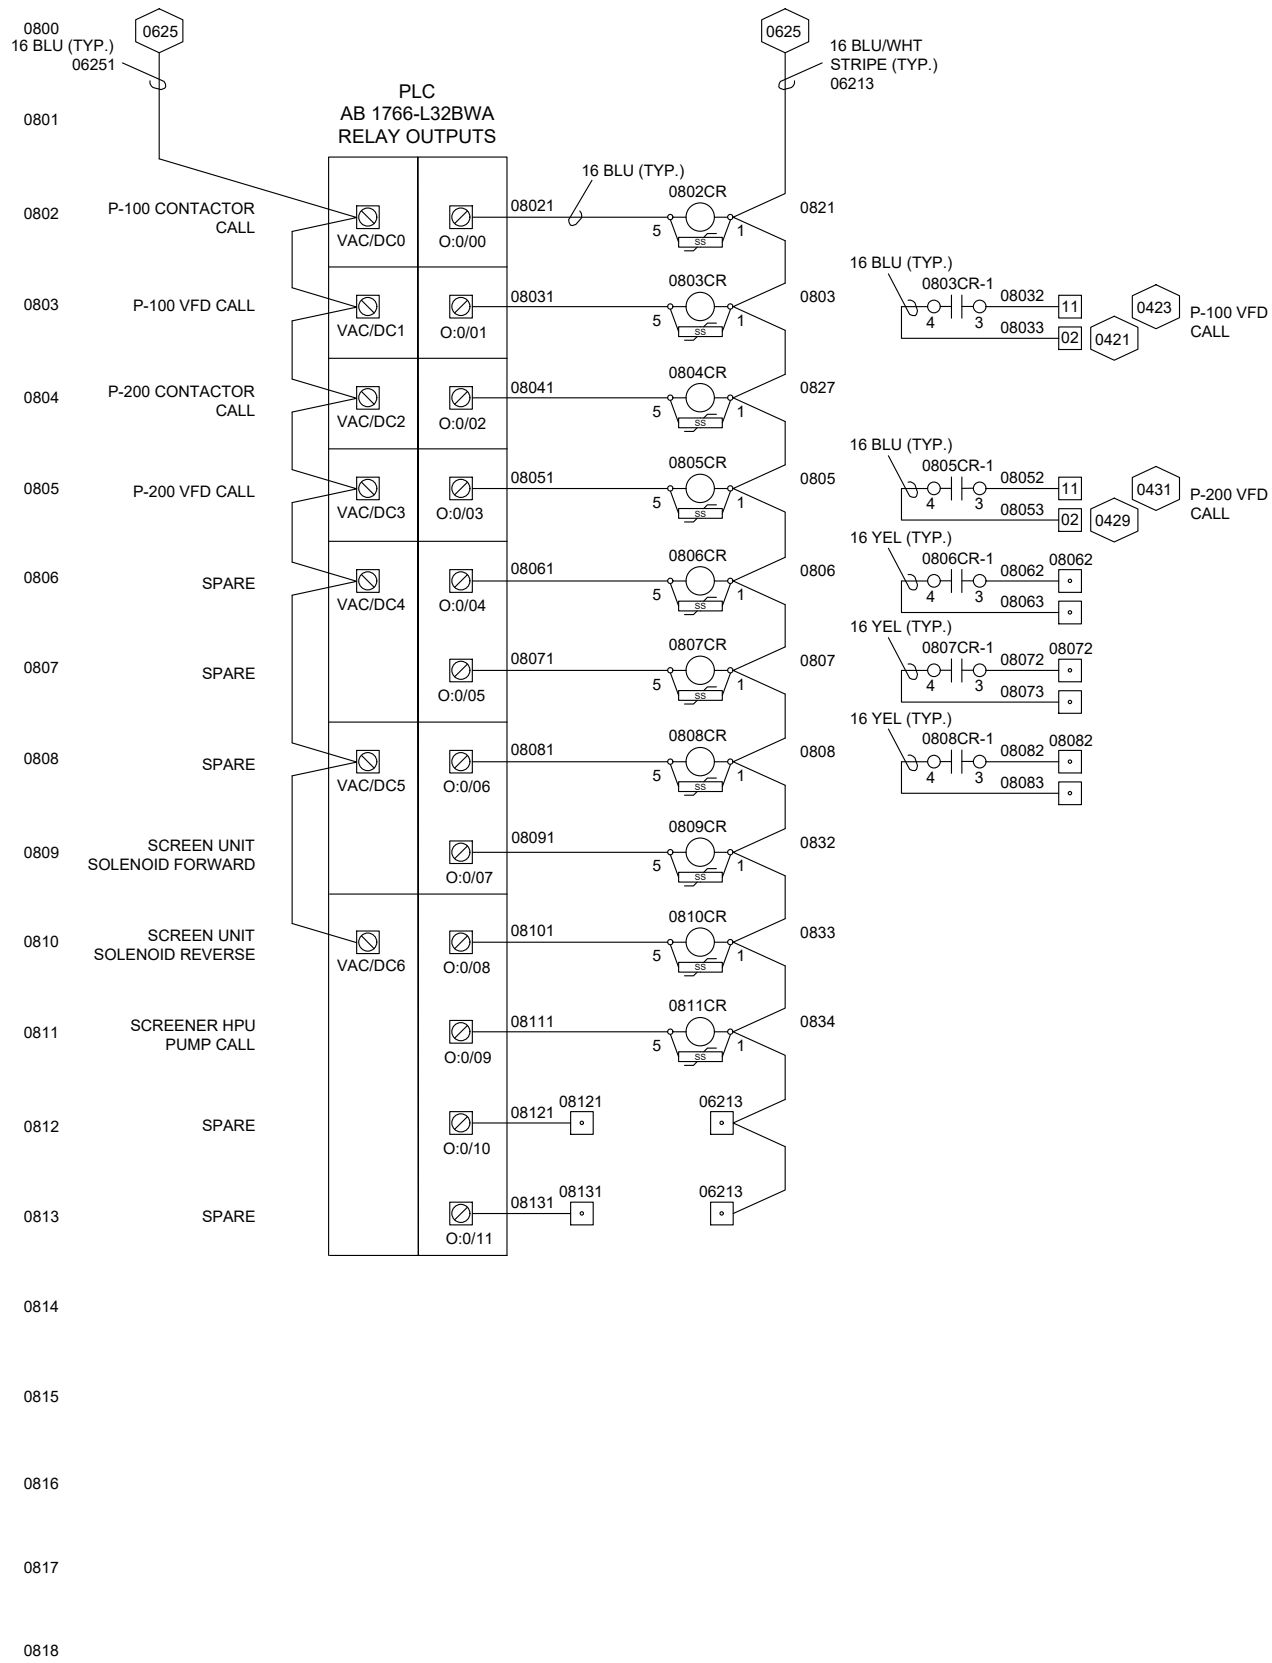 0800
0625
0625
16 BLU (TYP.)
06251
16 BLU/WHT
STRIPE (TYP.)
06213
PLC
AB 1766-L32BWA
RELAY OUTPUTS
0801
16 BLU (TYP.)
0802
P-100 CONTACTOR
CALL
VAC/DC0
O:0/00
08021
0802CR
5
SS
1
0821
0803
P-100 VFD CALL
VAC/DC1
O:0/01
08031
0803CR
5
SS
1
0803
16 BLU (TYP.)
0803CR-1
4
3
08032
11
08033
02
0421
0423
P-100 VFD
CALL
0804
P-200 CONTACTOR
CALL
VAC/DC2
O:0/02
08041
0804CR
5
SS
1
0827
0805
P-200 VFD CALL
VAC/DC3
O:0/03
08051
0805CR
5
SS
1
0805
16 BLU (TYP.)
0805CR-1
4
3
08052
11
08053
02
0429
0431
P-200 VFD
CALL
0806
SPARE
VAC/DC4
O:0/04
08061
0806CR
5
SS
1
0806
16 YEL (TYP.)
0806CR-1
4
3
08062
08062
08063
0807
SPARE
O:0/05
08071
0807CR
5
SS
1
0807
16 YEL (TYP.)
0807CR-1
4
3
08072
08072
08073
0808
SPARE
VAC/DC5
O:0/06
08081
0808CR
5
SS
1
0808
16 YEL (TYP.)
0808CR-1
4
3
08082
08082
08083
0809
SCREEN UNIT
SOLENOID FORWARD
O:0/07
08091
0809CR
5
SS
1
0832
0810
SCREEN UNIT
SOLENOID REVERSE
VAC/DC6
O:0/08
08101
0810CR
5
SS
1
0833
0811
SCREENER HPU
PUMP CALL
O:0/09
08111
0811CR
5
SS
1
0834
0812
SPARE
O:0/10
08121
08121
06213
0813
SPARE
O:0/11
08131
08131
06213
0814
0815
0816
0817
0818